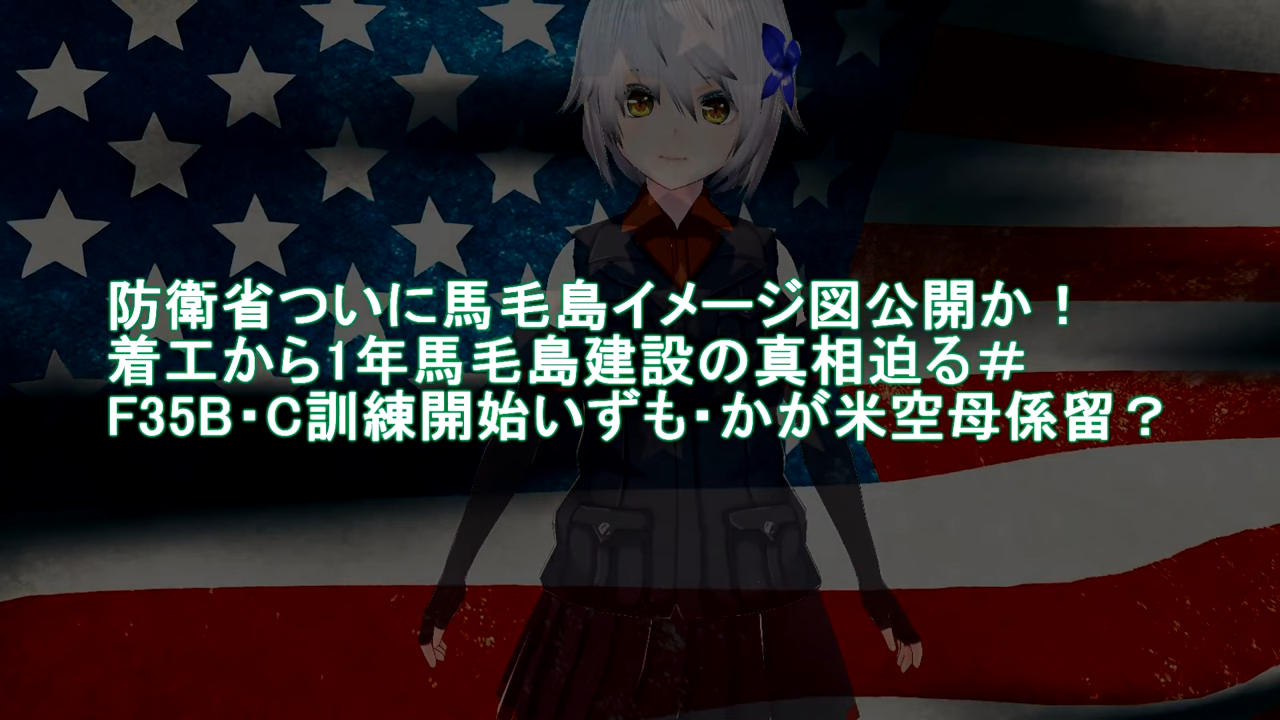 防衛省ついに馬毛島イメージ図公開か！
着工から1年馬毛島建設の真相迫る＃
F35B・C訓練開始いずも・かが米空母係留？